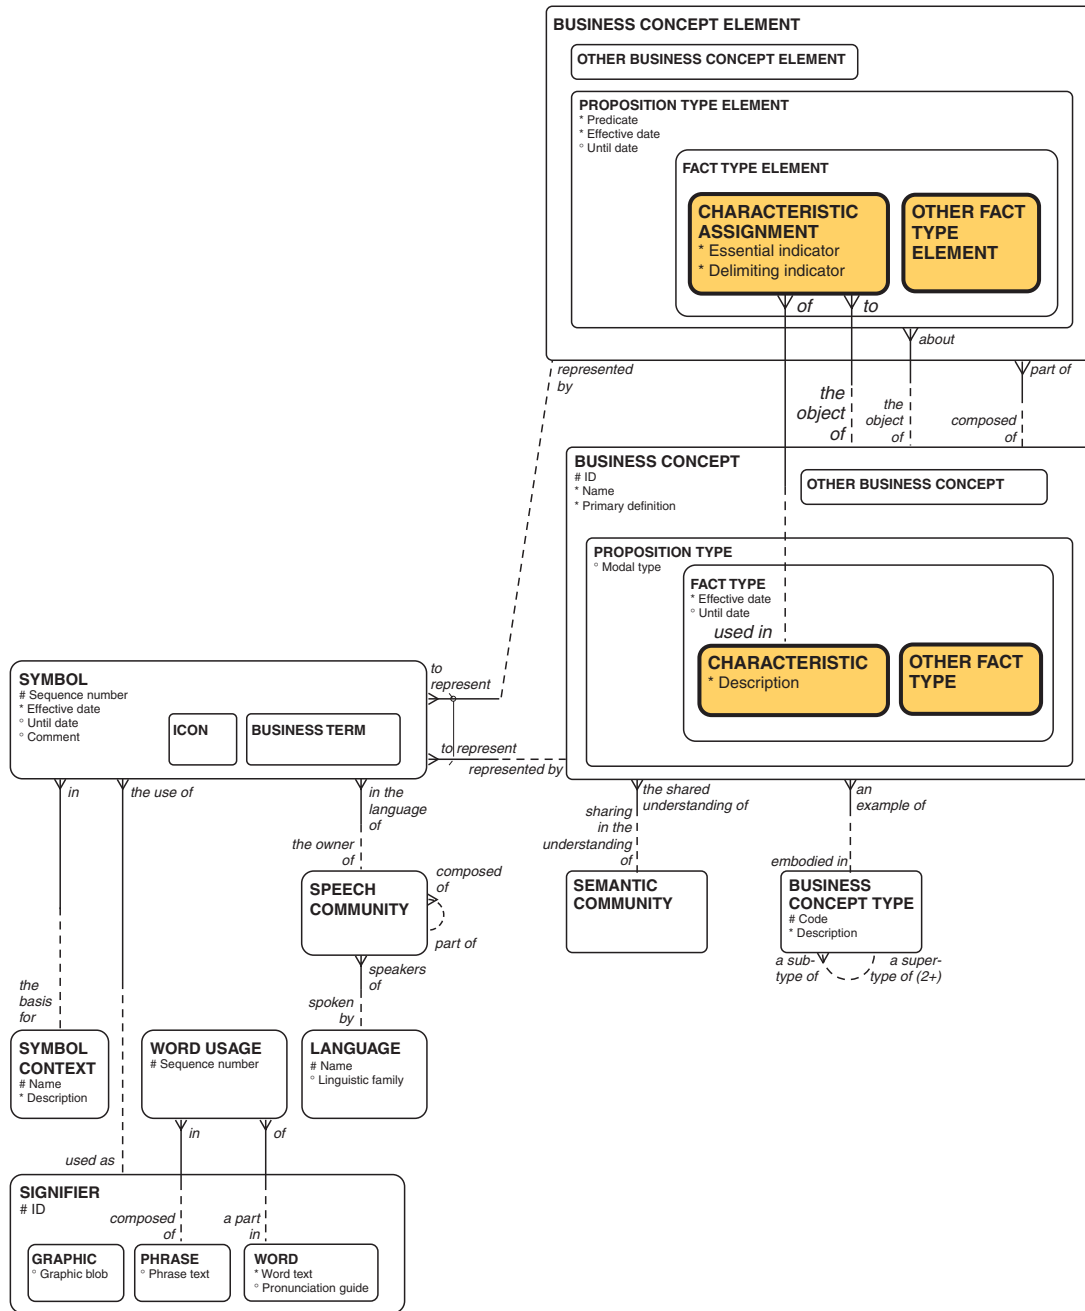 BUSINESS CONCEPT ELEMENT
OTHER BUSINESS CONCEPT ELEMENT
PROPOSITION TYPE ELEMENT
* Predicate
* Effective date
° Until date
FACT TYPE ELEMENT
CHARACTERISTIC
ASSIGNMENT
* Essential indicator
* Delimiting indicator
OTHER FACT
TYPE
ELEMENT
of
to
about
represented
by
part of
the
object
of
the
object
of
composed
of
BUSINESS CONCEPT
# ID
* Name
* Primary definition
OTHER BUSINESS CONCEPT
PROPOSITION TYPE
° Modal type
FACT TYPE
* Effective date
° Until date
used in
CHARACTERISTIC
* Description
OTHER FACT
TYPE
SYMBOL
# Sequence number
* Effective date
° Until date
° Comment
ICON
BUSINESS TERM
to
represent
to represent
represented by
in
the use of
in the
language
of
the owner
of
the shared
understanding of
sharing
in the
understanding
of
an
example of
embodied in
SPEECH
COMMUNITY
composed
of
part of
SEMANTIC
COMMUNITY
BUSINESS
CONCEPT TYPE
# Code
* Description
a sub-
type of
a super-
type of (2+)
speakers
of
spoken
by
the
basis
for
SYMBOL
CONTEXT
# Name
* Description
WORD USAGE
# Sequence number
LANGUAGE
# Name
° Linguistic family
in
of
used as
composed
of
a part
in
SIGNIFIER
# ID
GRAPHIC
° Graphic blob
PHRASE
° Phrase text
WORD
* Word text
° Pronunciation guide